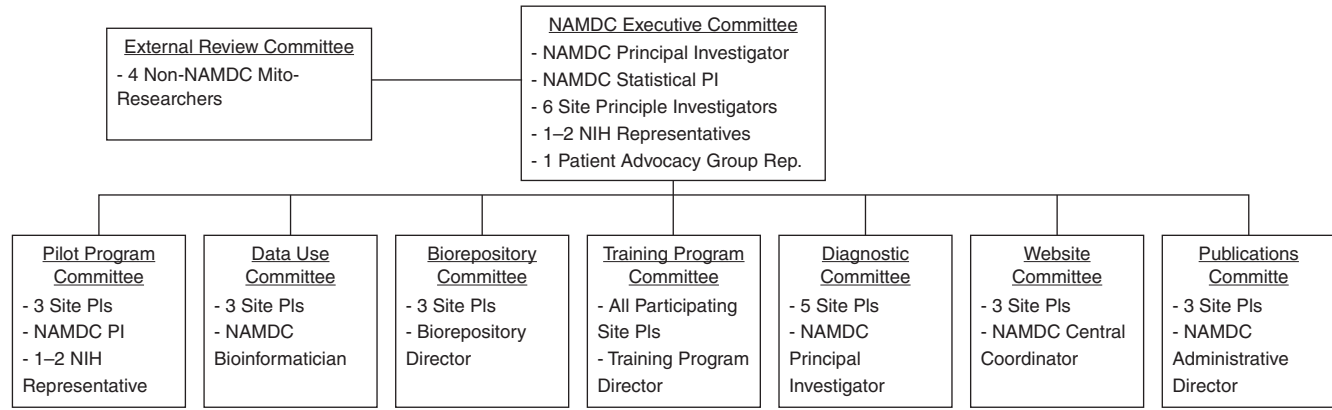 External Review Committee
- 4 Non-NAMDC Mito-
Researchers
NAMDC Executive Committee
- NAMDC Principal Investigator
- NAMDC Statistical PI
- 6 Site Principle Investigators
- 1–2 NIH Representatives
- 1 Patient Advocacy Group Rep.
Pilot Program
Committee
- 3 Site PIs
- NAMDC PI
- 1–2 NIH
Representative
Data Use
Committee
- 3 Site PIs
- NAMDC
Bioinformatician
Biorepository
Committee
- 3 Site PIs
- Biorepository
Director
Training Program
Committee
- All Participating
Site PIs
- Training Program
Director
Diagnostic
Committee
- 5 Site PIs
- NAMDC
Principal
Investigator
Website
Committee
- 3 Site PIs
- NAMDC Central
Coordinator
Publications
Committe
- 3 Site PIs
- NAMDC
Administrative
Director